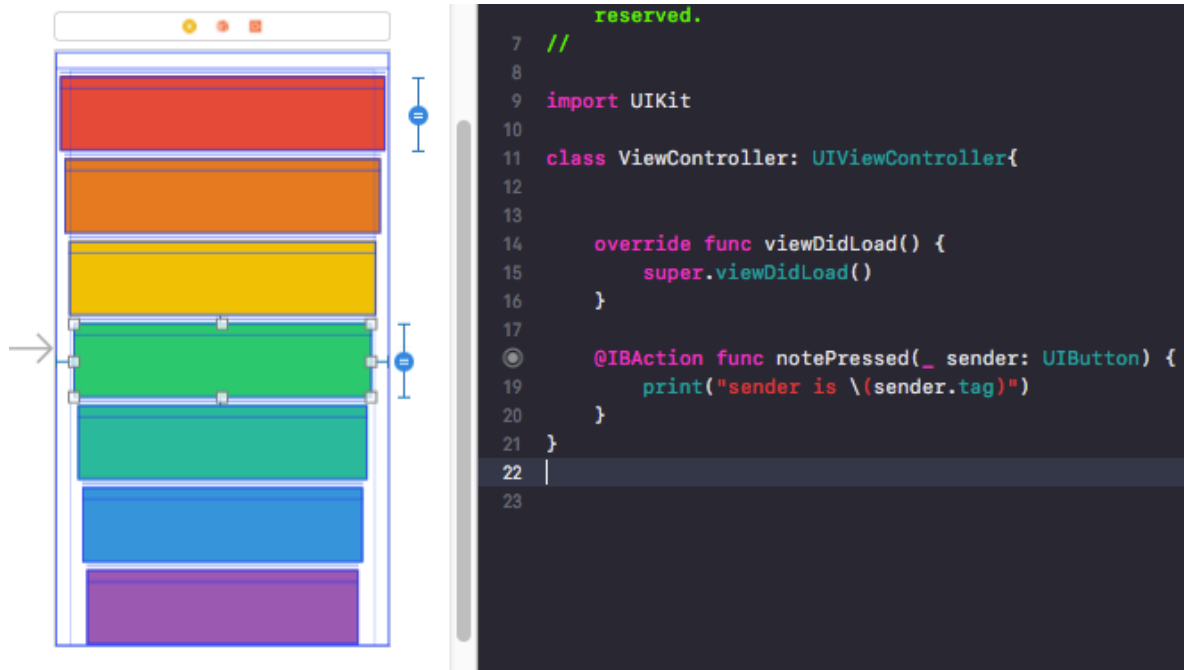 reserved.
7 //
8
9 import UIKit
10
11 class ViewController: UIViewController{
12
13
14 override func viewDidLoad() {
15 super.viewDidLoad()
16 }
17
@IBAction func notePressed(_ sender: UIButton) {
19 print("sender is \(sender.tag)")
20 }
21 }
22
23